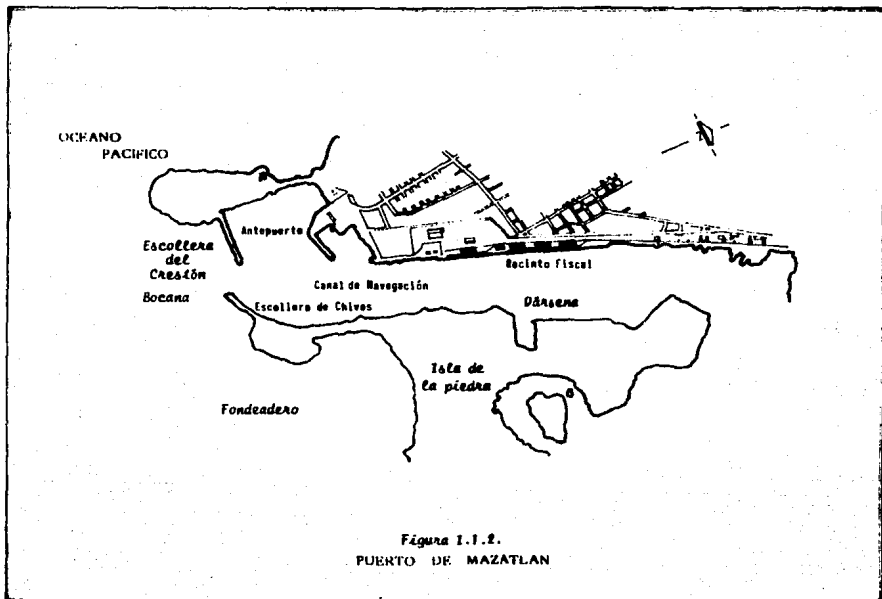 OCEANO
PACIFICO
Antepuerto
Escollera
del
Crestón
Bocana
Recinto Fiscal
Canal de Navegación
Dársena
Escollera de Chivos
Isla de
la piedra
Fondeadero
Figura 1.1.2.
PUERTO DE MAZATLAN